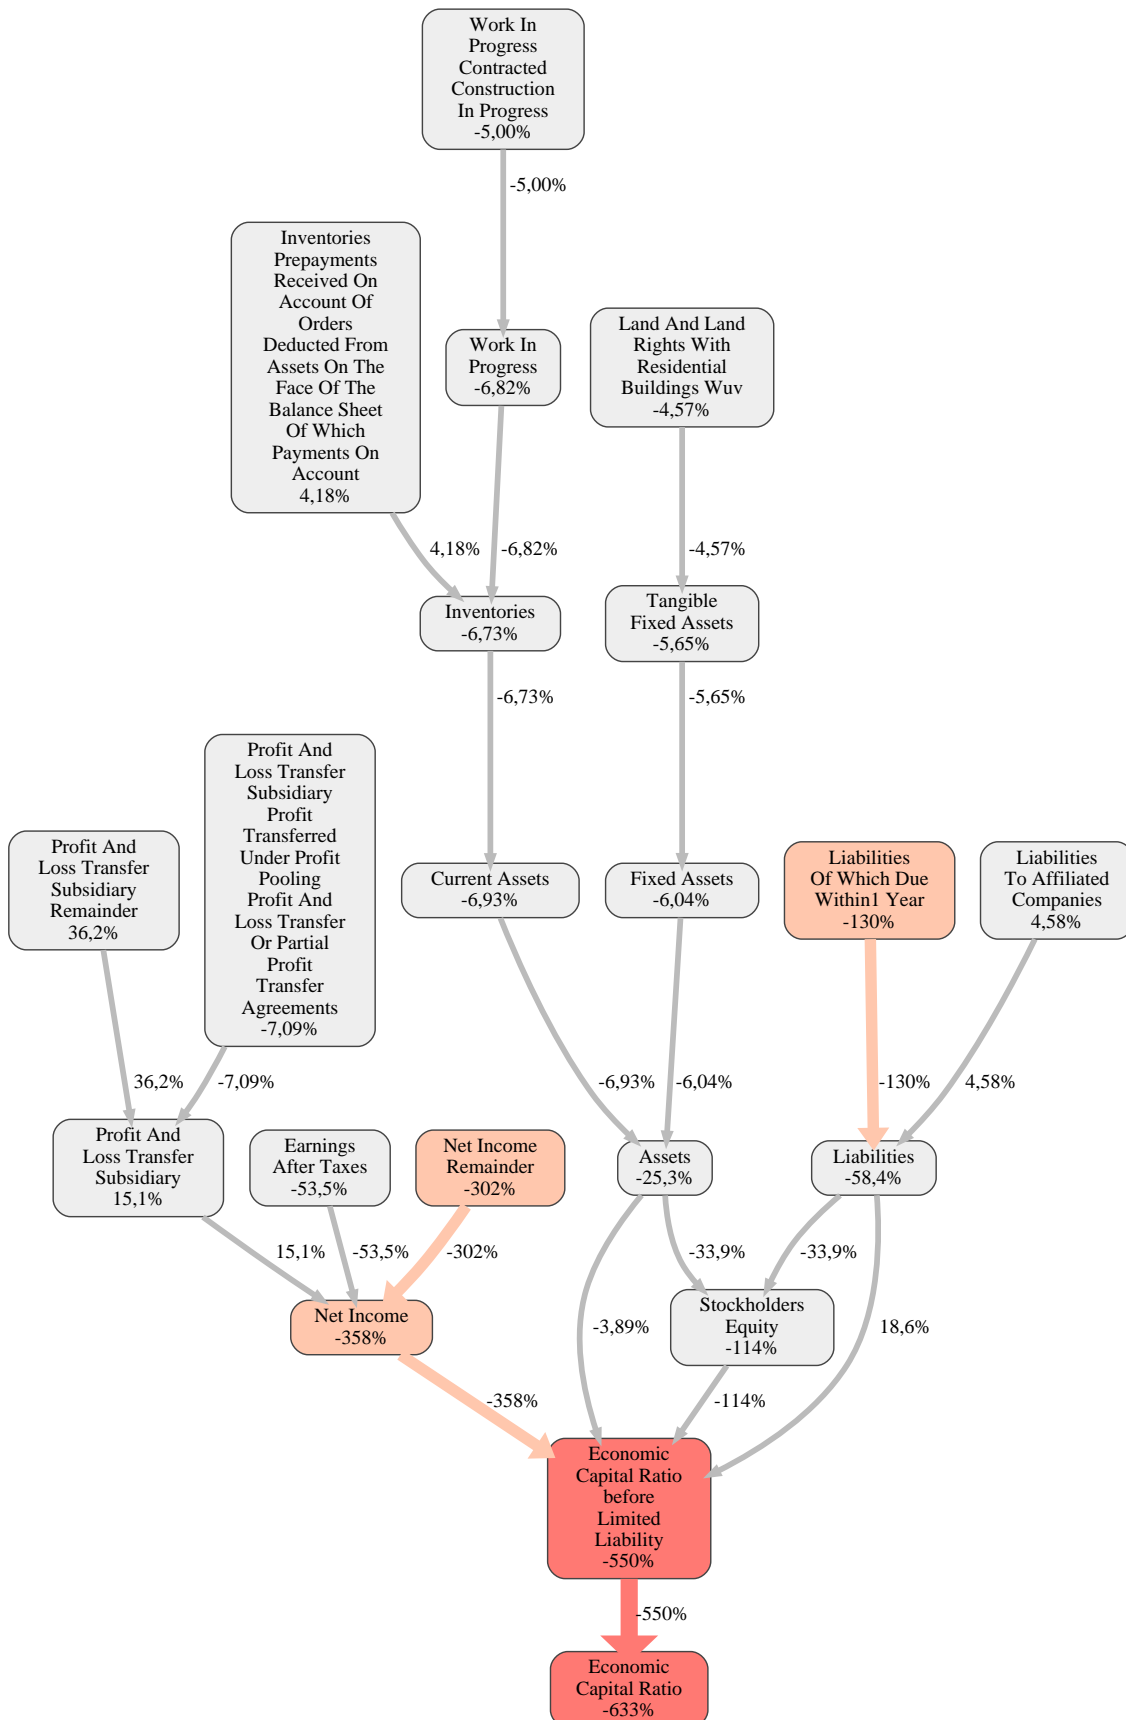 Work In
Progress
Contracted
Construction
In Progress
-5,00%
-5,00%
Inventories
Prepayments
Received On
Account Of
Orders
Deducted From
Assets On The
Face Of The
Balance Sheet
Of Which
Payments On
Account
4,18%
Work In
Progress
-6,82%
Land And Land
Rights With
Residential
Buildings Wuv
-4,57%
4,18%
-6,82%
-4,57%
Inventories
-6,73%
Tangible
Fixed Assets
-5,65%
-6,73%
-5,65%
Profit And
Loss Transfer
Subsidiary
Remainder
36,2%
Profit And
Loss Transfer
Subsidiary
Profit
Transferred
Under Profit
Pooling
Profit And
Loss Transfer
Or Partial
Profit
Transfer
Agreements
-7,09%
Current Assets
-6,93%
Fixed Assets
-6,04%
Liabilities
Of Which Due
Within1 Year
-130%
Liabilities
To Affiliated
Companies
4,58%
36,2%
-7,09%
-6,93%
-6,04%
-130%
4,58%
Profit And
Loss Transfer
Subsidiary
15,1%
Earnings
After Taxes
-53,5%
Net Income
Remainder
-302%
Assets
-25,3%
Liabilities
-58,4%
15,1%
-53,5%
-302%
-33,9%
-33,9%
Net Income
-358%
-3,89%
Stockholders
Equity
-114%
18,6%
-358%
-114%
Economic
Capital Ratio
before
Limited
Liability
-550%
-550%
Economic
Capital Ratio
-633%